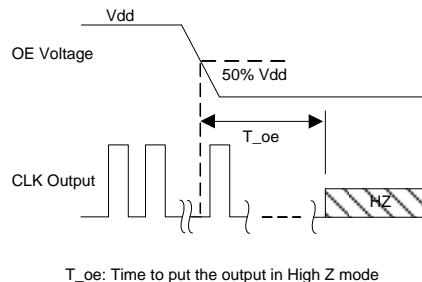 Vdd
OE Voltage
50% Vdd
T_oe
CLK Output
HZ
T_oe: Time to put the output in High Z mode